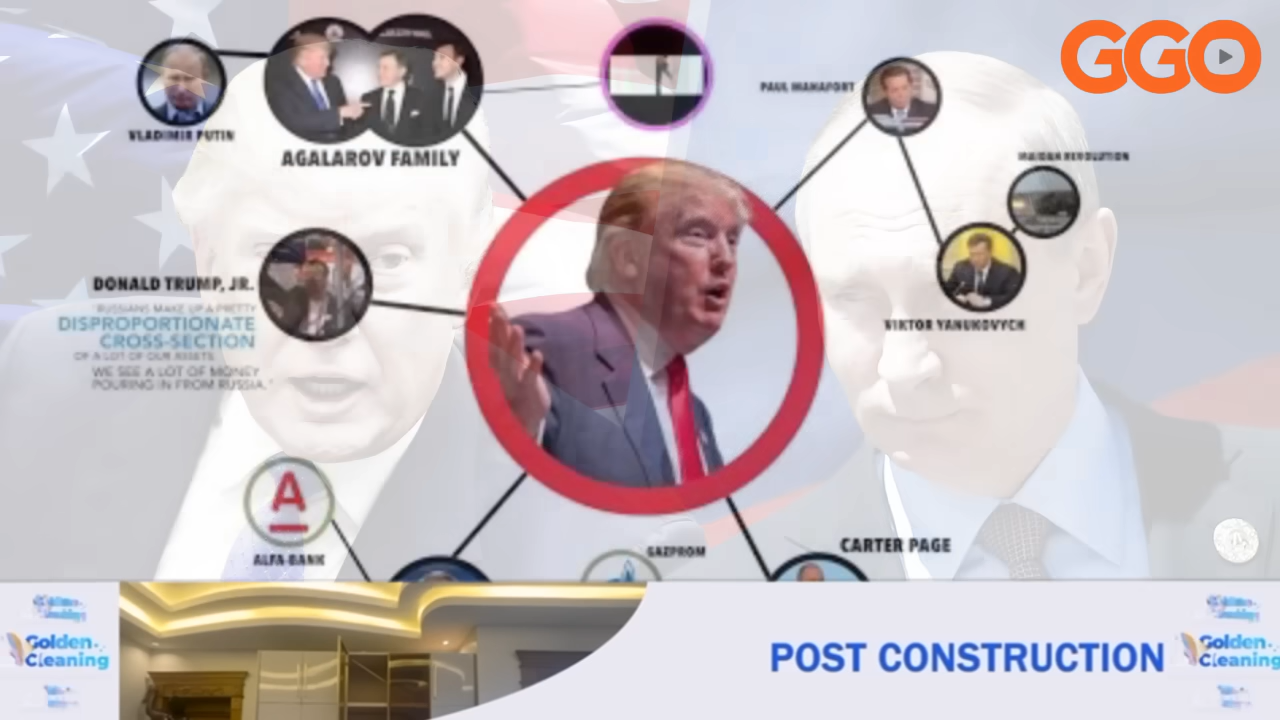 GGO
VLADIMIR PUTIN
AGALAROV FAMILY
PAUL MANAFORT
MAIDAN REVOLUTION
DONALD TRUMP, JR.
"RUSSIANS MAKE UP A PRETTY
DISPROPORTIONATE
CROSS-SECTION
OF A LOT OF OUR ASSETS.
WE SEE A LOT OF MONEY
POURING IN FROM RUSSIA."
VIKTOR YANUKOVYCH
A
ALFA-BANK
GAZPROM
CARTER PAGE
Golden
Cleaning
POST CONSTRUCTION
Golden
Cleaning